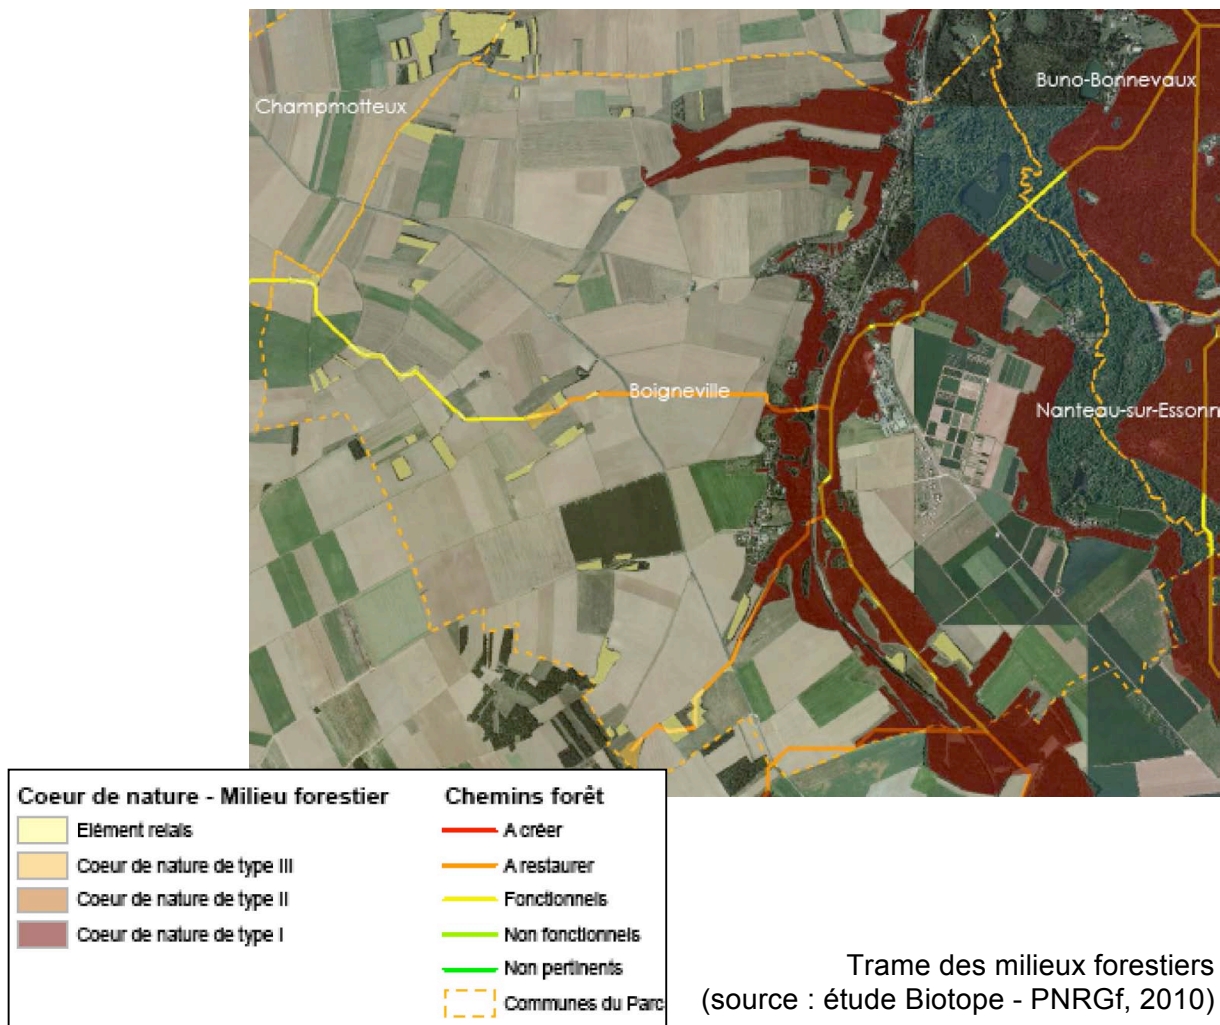 Buno-Bonnevaux
Champmotteux
Boigneville
Nanteau-sur-Essonn
Coeur de nature - Milieu forestier
Elément relais
Coeur de nature de type III
Coeur de nature de type II
Coeur de nature de type I
Chemins forêt
A créer
A restaurer
Fonctionnels
Non fonctionnels
Non pertinents
Communes du Parc
Trame des milieux forestiers
(source : étude Biotope - PNRGf, 2010)